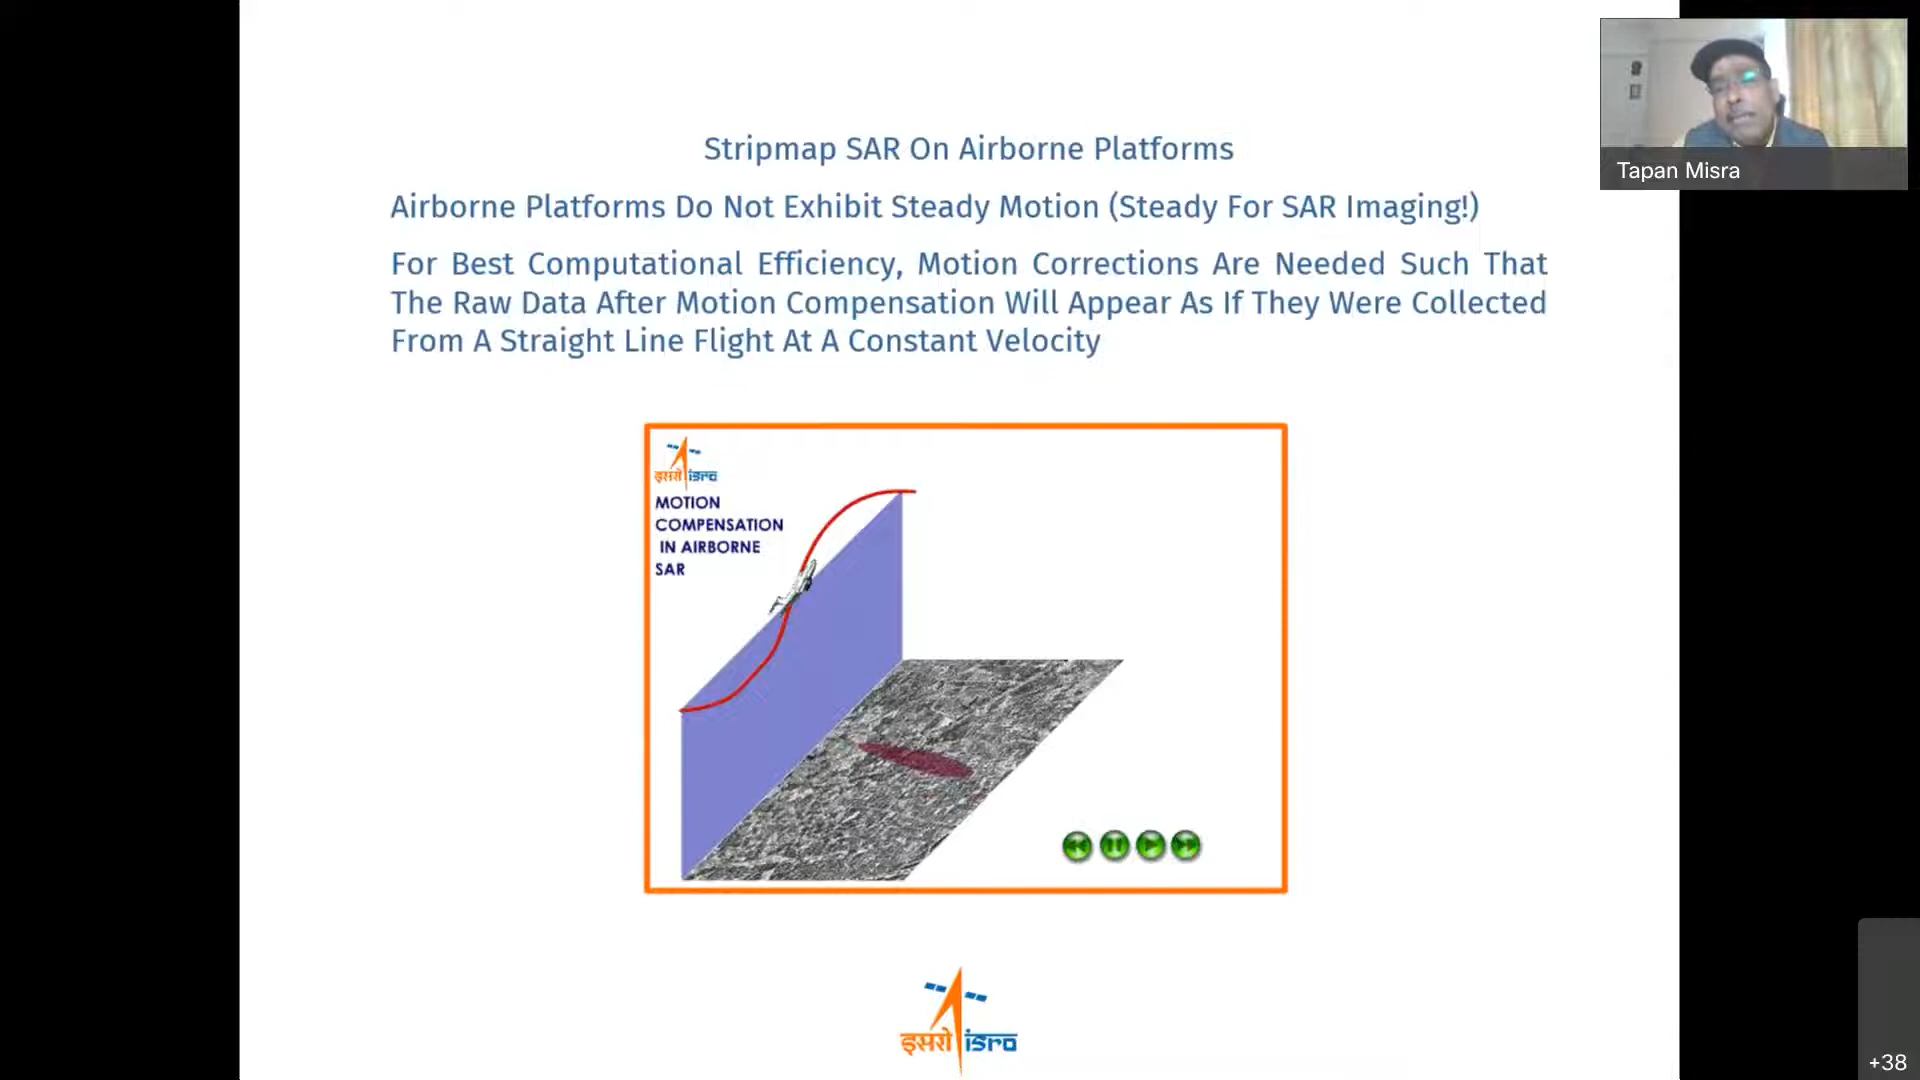 Stripmap SAR On Airborne Platforms
Airborne Platforms Do Not Exhibit Steady Motion (Steady For SAR Imaging!)
For Best Computational Efficiency, Motion Corrections Are Needed Such That
The Raw Data After Motion Compensation Will Appear As If They Were Collected
From A Straight Line Flight At A Constant Velocity
इसरो isro
MOTION
COMPENSATION
IN AIRBORNE
SAR
इसरो isro
Tapan Misra
+38